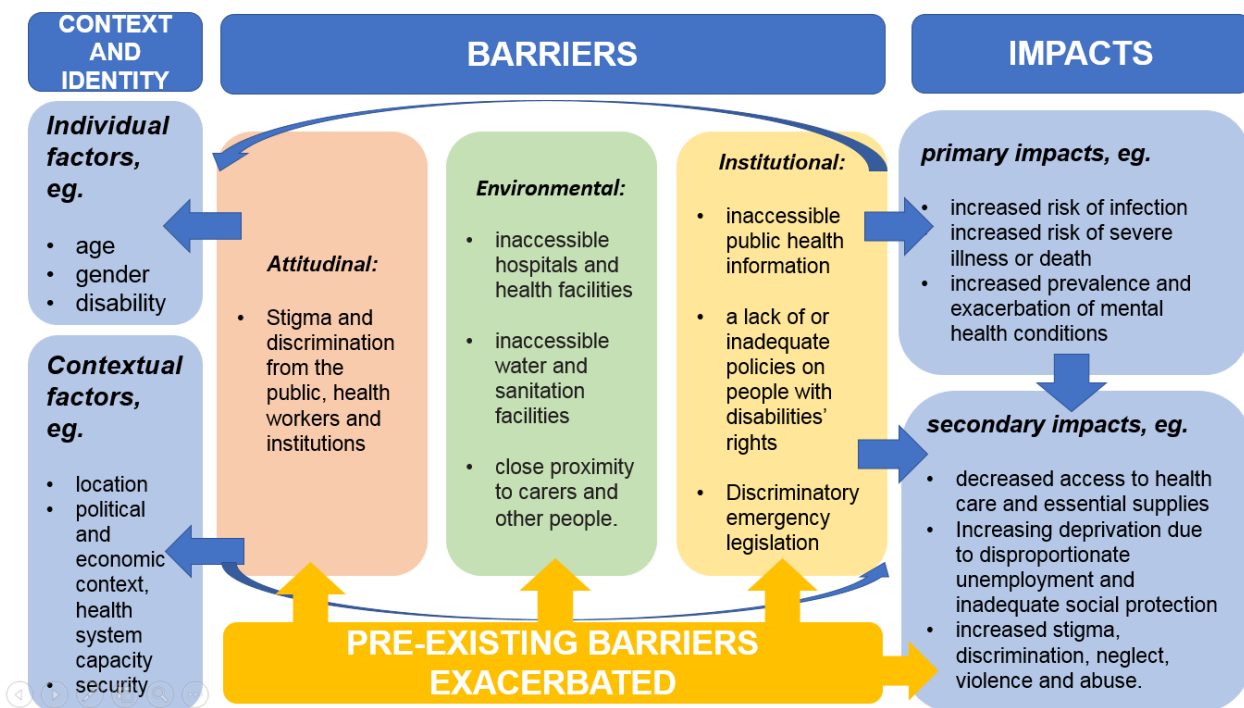 CONTEXT
AND
IDENTITY
BARRIERS
IMPACTS
Individual
factors,
eg.
• age
• gender
• disability
Contextual
factors,
eg.
• location
• political
and
economic
context,
health
system
capacity
• security
Attitudinal:
• Stigma and
discrimination
from the
public, health
workers and
institutions
Environmental:
• inaccessible
hospitals and
health facilities
• inaccessible
water and
sanitation
facilities
• close proximity
to carers and
other people.
Institutional:
• inaccessible
public health
information
• a lack of or
inadequate
policies on
people with
disabilities’
rights
• Discriminatory
emergency
legislation
PRE-EXISTING BARRIERS
EXACERBATED
primary impacts, eg.
• increased risk of infection
increased risk of severe
illness or death
• increased prevalence and
exacerbation of mental
health conditions
secondary impacts, eg.
• decreased access to health
care and essential supplies
• Increasing deprivation due
to disproportionate
unemployment and
inadequate social protection
• increased stigma,
discrimination, neglect,
violence and abuse.